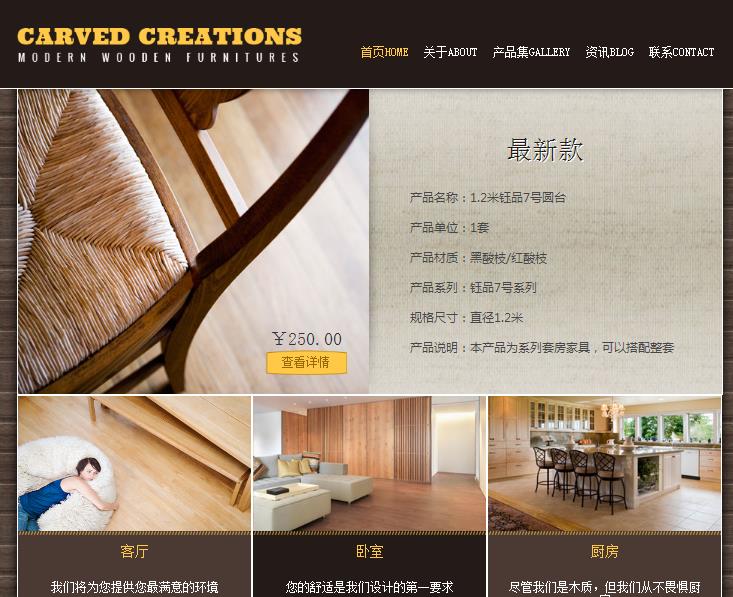 CARVED CREATIONS
MODERN WOODEN FURNITURES
首页HOME 关于ABOUT 产品集GALLERY 资讯BLOG 联系CONTACT
最新款
产品名称：1.2米钰品7号圆台
产品单位：1套
产品材质：黑酸枝/红酸枝
产品系列：钰品7号系列
规格尺寸：直径1.2米
产品说明：本产品为系列套房家具，可以搭配整套
￥250.00
查看详情
客厅
我们将为您提供您最满意的环境
卧室
您的舒适是我们设计的第一要求
厨房
尽管我们是木质，但我们从不畏惧厨